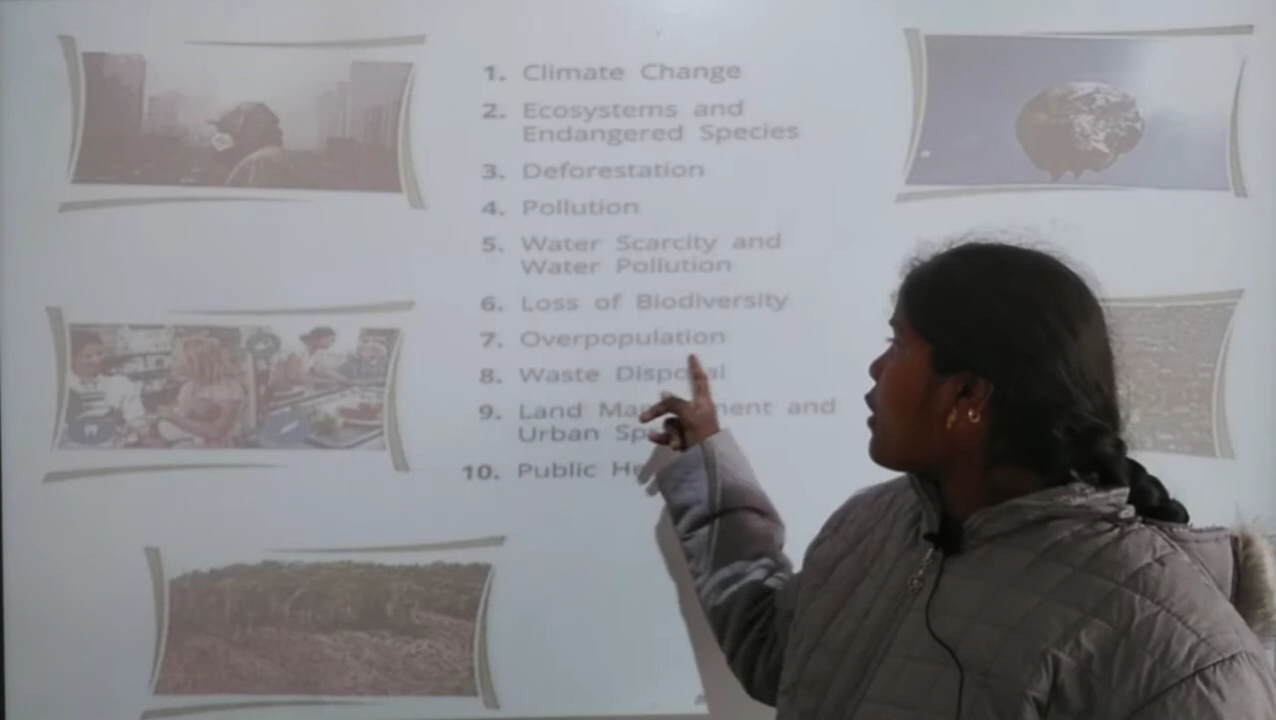 1. Climate Change
2. Ecosystems and
Endangered Species
3. Deforestation
4. Pollution
5. Water Scarcity and
Water Pollution
6. Loss of Biodiversity
7. Overpopulation
8. Waste
9. Land and
Urban
10. Public